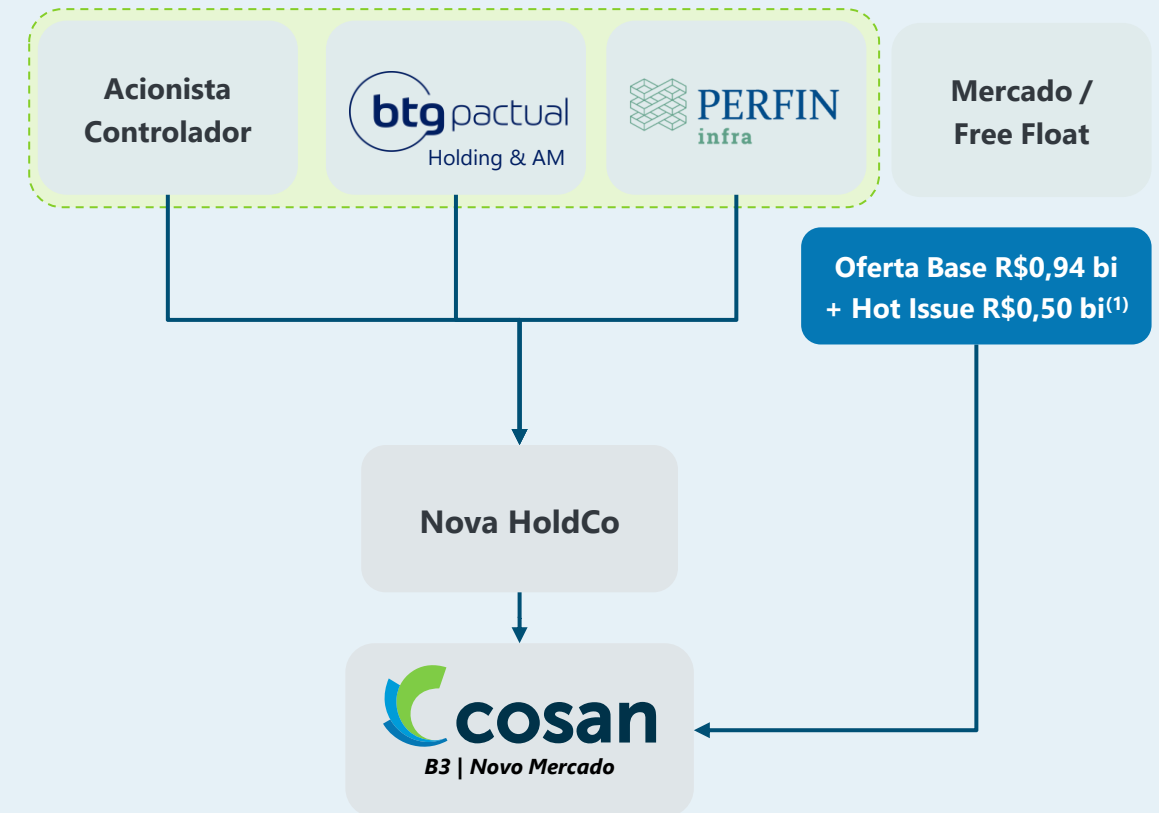 Acionista
Controlador
btg pactual
Holding & AM
PERFIN
infra
Mercado /
Free Float
Oferta Base R$0,94 bi
+ Hot Issue R$0,50 bi(1)
Nova HoldCo
cosan
B3 | Novo Mercado